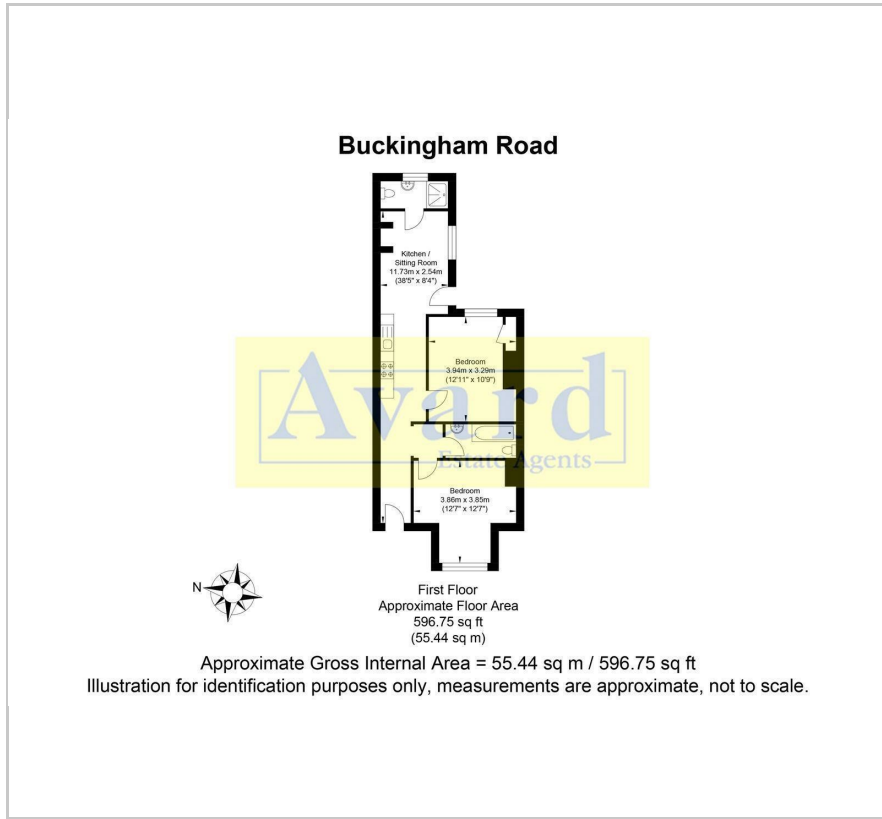 Buckingham Road
Kitchen /
Sitting Room
11.73m x 2.54m
(38'5" x 8'4")
Bedroom
3.94m x 3.29m
(12'11" x 10'9")
Avard
Estate Agents
Bedroom
3.86m x 3.85m
(12'7" x 12'7")
N
First Floor
Approximate Floor Area
596.75 sq ft
(55.44 sq m)
Approximate Gross Internal Area = 55.44 sq m / 596.75 sq ft
Illustration for identification purposes only, measurements are approximate, not to scale.